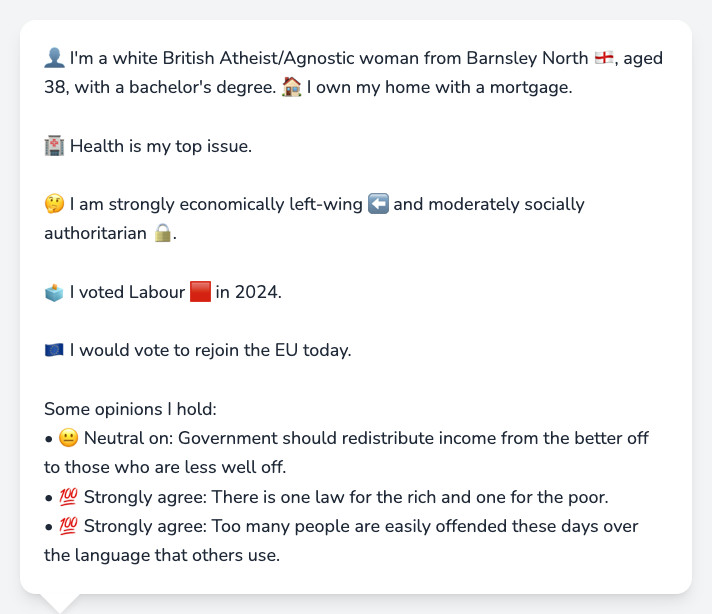 👤 I'm a white British Atheist/Agnostic woman from Barnsley North 🏴󠁧󠁢󠁥󠁮󠁧󠁿, aged
38, with a bachelor's degree. 🏠 I own my home with a mortgage.
🏥 Health is my top issue.
🤔 I am strongly economically left-wing ⬅️ and moderately socially
authoritarian 🔒.
🗳️ I voted Labour 🟥 in 2024.
🇪🇺 I would vote to rejoin the EU today.
Some opinions I hold:
• 😐 Neutral on: Government should redistribute income from the better off
to those who are less well off.
• 💯 Strongly agree: There is one law for the rich and one for the poor.
• 💯 Strongly agree: Too many people are easily offended these days over
the language that others use.